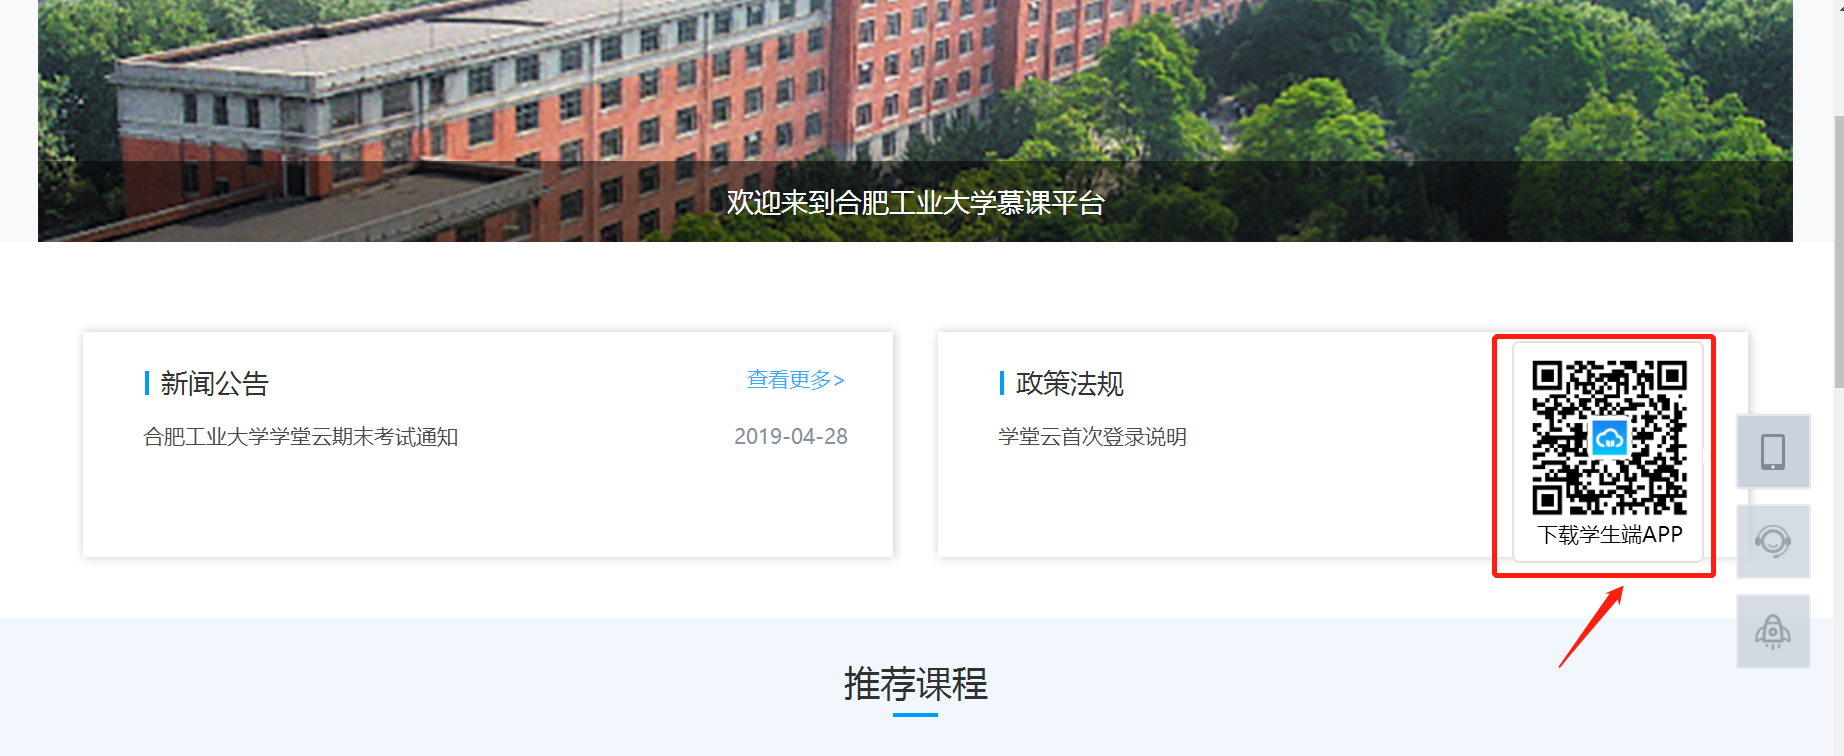 欢迎来到合肥工业大学慕课平台
新闻公告
查看更多>
合肥工业大学学堂云期末考试通知
2019-04-28
政策法规
学堂云首次登录说明
下载学生端APP
推荐课程